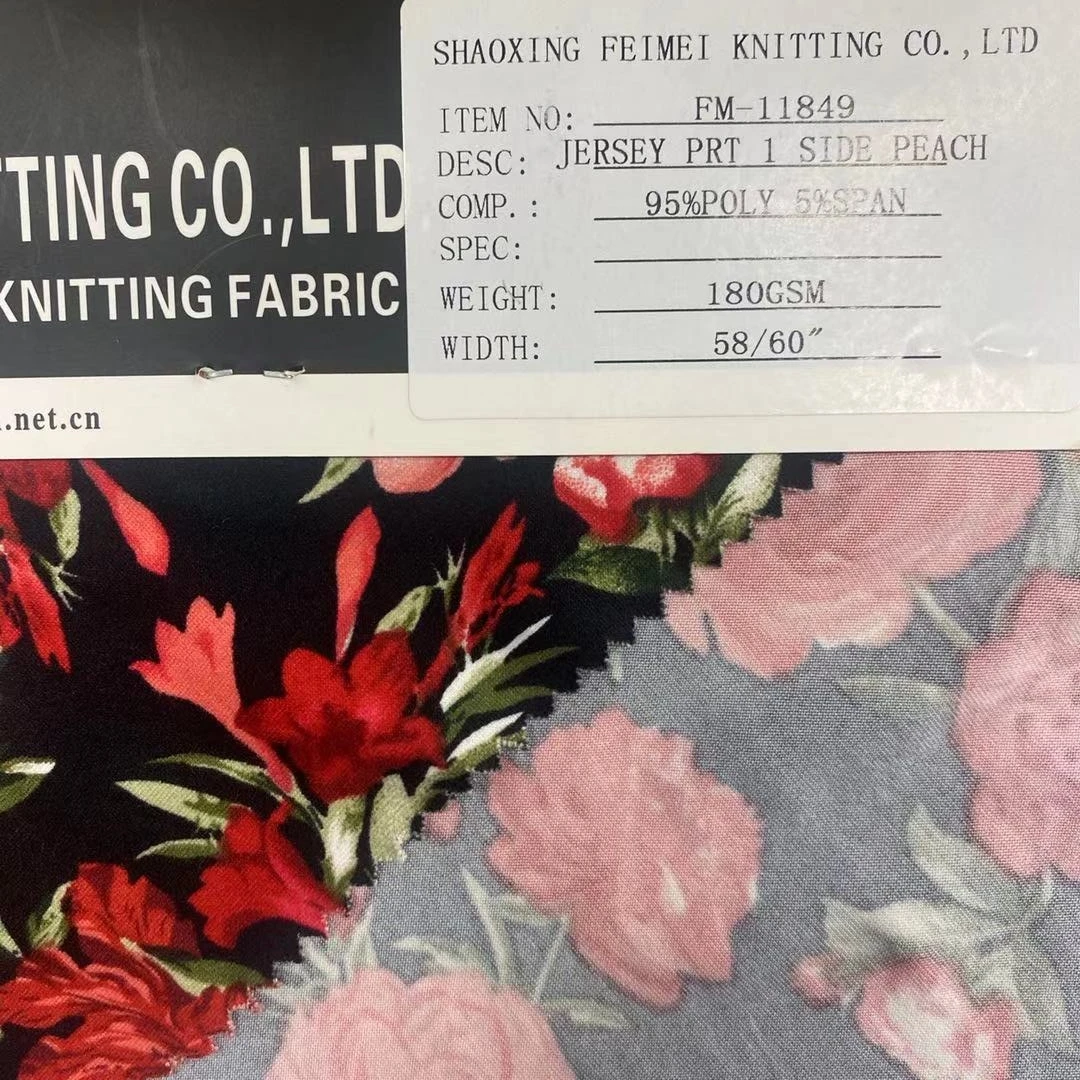 SHAOXING FEIMEI KNITTING CO.,LTD
ITEM NO: FM-11849
DESC: JERSEY PRT 1 SIDE PEACH
COMP.: 95%POLY 5%SPAN
SPEC:
WEIGHT: 180GSM
WIDTH: 58/60″
TTING CO.,LTD
KNITTING FABRIC
.net.cn